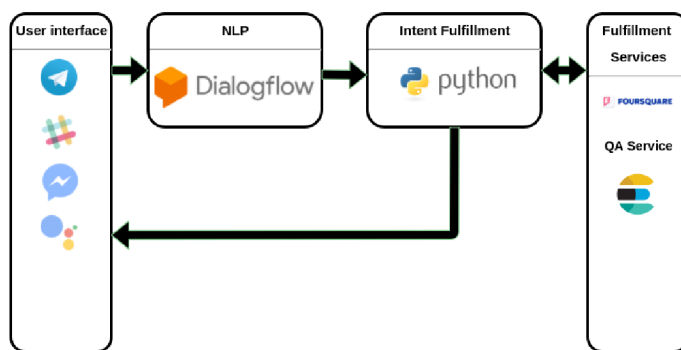 User interface
NLP
Dialogflow
Intent Fulfillment
python
Fulfillment
Services
FOURSQUARE
QA Service